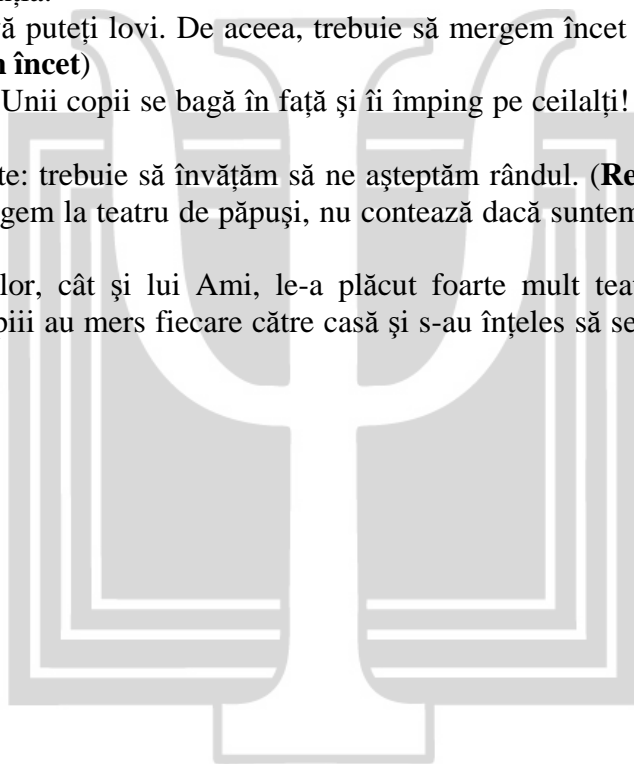 ă puteți lovi. De aceea, trebuie să mergem încet
încet)
Unii copii se bagă în față și îi împing pe ceilalți!
te: trebuie să învățăm să ne așteptăm rândul. (Re
gem la teatru de păpuși, nu contează dacă suntem
lor, cât și lui Ami, le-a plăcut foarte mult tea
piii au mers fiecare către casă și s-au înțeles să se